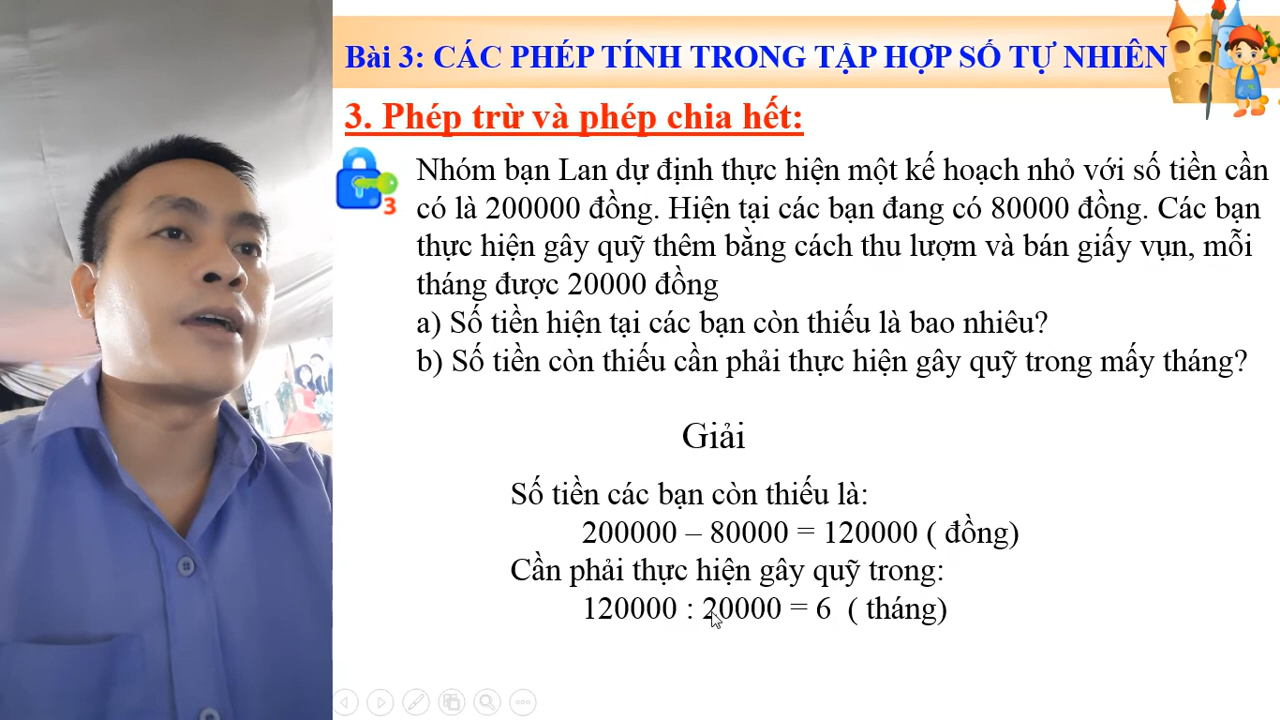 Bài 3: CÁC PHÉP TÍNH TRONG TẬP HỢP SỐ TỰ NHIÊN
3. Phép trừ và phép chia hết:
3
Nhóm bạn Lan dự định thực hiện một kế hoạch nhỏ với số tiền cần
có là 200000 đồng. Hiện tại các bạn đang có 80000 đồng. Các bạn
thực hiện gây quỹ thêm bằng cách thu lượm và bán giấy vụn, mỗi
tháng được 20000 đồng
a) Số tiền hiện tại các bạn còn thiếu là bao nhiêu?
b) Số tiền còn thiếu cần phải thực hiện gây quỹ trong mấy tháng?
Giải
Số tiền các bạn còn thiếu là:
200000 – 80000 = 120000 ( đồng)
Cần phải thực hiện gây quỹ trong:
120000 : 20000 = 6 ( tháng)